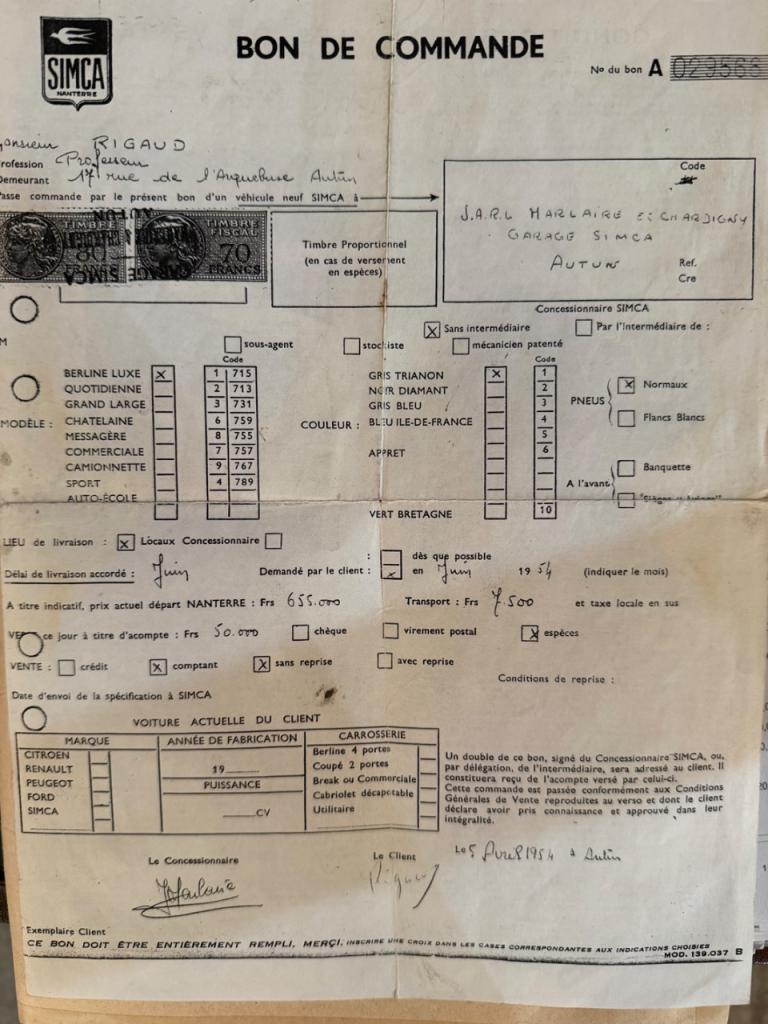 SIMCA
NANTERRE
BON DE COMMANDE
No du bon A 029566
onsieur RIGAUD
rofession Professeur
Demeurant 17 rue de l'Arquebuse Autun
asse commande par le présent bon d'un véhicule neuf SIMCA à
Code
S.A.R.L MARLAIRE ET CHARBIGNY
GARAGE SIMCA
AUTUN
Ref.
Cre
TIMBRE FISCAL
TIMBRE FISCAL
70 FRANCS
AUTUN
GARAGE SIMCA
Timbre Proportionnel
(en cas de versement
en espèces)
Concessionnaire SIMCA
M
X Sans intermédiaire
Par l'Intermédiaire de :
sous-agent
stockiste
mécanicien patenté
MODÈLE :
Code
BERLINE LUXE X 1 715
QUOTIDIENNE 2 713
GRAND LARGE 3 731
CHATELAINE 6 759
MESSAGÈRE 8 755
COMMERCIALE 7 757
CAMIONNETTE 9 767
SPORT 4 789
AUTO-ÉCOLE
COULEUR :
Code
GRIS TRIANON X 1
NOIR DIAMANT 2
GRIS BLEU 3
BLEU ILE-DE-FRANCE 4
5
APPRET 6
VERT BRETAGNE 10
PNEUS
X Normaux
Flancs Blancs
A l'avant
Banquette
LIEU de livraison : X Locaux Concessionnaire
Délai de livraison accordé : Juin
Demandé par le client :
: dès que possible
en Juin 1954 (indiquer le mois)
A titre indicatif, prix actuel départ NANTERRE : Frs 655.000 Transport : Frs 7.500 et taxe locale en sus
ce jour à titre d'acompte : Frs 50.000 chèque virement postal X espèces
VENTE : crédit X comptant X sans reprise avec reprise
Conditions de reprise :
Date d'envoi de la spécification à SIMCA
VOITURE ACTUELLE DU CLIENT
MARQUE
CITROEN
RENAULT
PEUGEOT
FORD
SIMCA
ANNÉE DE FABRICATION
19
PUISSANCE
CV
CARROSSERIE
Berline 4 portes
Coupé 2 portes
Break ou Commerciale
Cabriolet décapotable
Utilitaire
Un double de ce bon, signé du Concessionnaire SIMCA, ou,
par délégation, de l'intermédiaire, sera adressé au client. Il
constituera reçu de l'acompte versé par celui-ci.
Cette commande est passée conformément aux Conditions
Générales de Vente reproduites au verso et dont le client
déclare avoir pris connaissance et approuvé dans leur
intégralité.
Le Concessionnaire
Le Client
Le 5 Avril 1954 à Autun
Exemplaire Client
CE BON DOIT ÊTRE ENTIÈREMENT REMPLI, MERCI, INSCRIRE UNE CROIX DANS LES CASES CORRESPONDANTES AUX INDICATIONS CHOISIES
MOD. 139.037 B